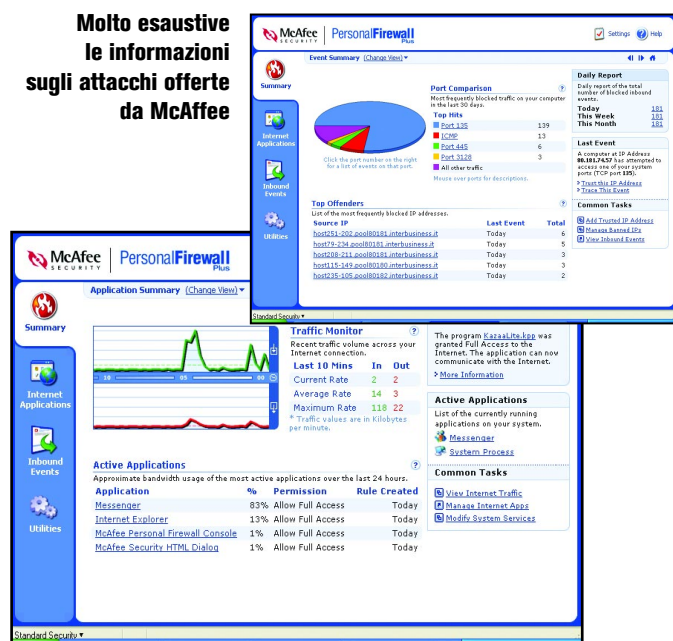 Molto esaustive
le informazioni
sugli attacchi offerte
da McAffee
McAfee SECURITY PersonalFirewall Plus
Settings Help
Event Summary (Change View)
Summary
Internet Applications
Inbound Events
Utilities
Click the port number on the right
for a list of events on that port.
Port Comparison
Most frequently blocked traffic on your computer
in the last 30 days.
Top Hits
Port 135 139
ICMP 13
Port 445 6
Port 3128 3
All other traffic
Mouse over ports for descriptions.
Top Offenders
List of the most frequently blocked IP addresses.
Source IP Last Event Total
host251-202.pool80181.interbusiness.it Today 6
host79-234.pool80181.interbusiness.it Today 5
host208-211.pool80181.interbusiness.it Today 3
host115-149.pool80180.interbusiness.it Today 3
host235-105.pool80182.interbusiness.it Today 2
Daily Report
Daily report of the total
number of blocked inbound
events.
Today 181
This Week 181
This Month 181
Last Event
A computer at IP Address
80.181.74.57 has attempted to
access one of your system
ports (TCP port 135).
Trust this IP Address
Trace This Event
Common Tasks
Add Trusted IP Address
Manage Banned IPs
View Inbound Events
Standard Security
McAfee SECURITY PersonalFirewall Plus
Application Summary (Change View)
Summary
Internet Applications
Inbound Events
Utilities
10 05 00
Traffic Monitor
Recent traffic volume across your
Internet connection.
Last 10 Mins In Out
Current Rate 2 2
Average Rate 14 3
Maximum Rate 118 22
* Traffic values are in Kilobytes
per minute.
Active Applications
Approximate bandwidth usage of the most active applications over the last 24 hours.
Application % Permission Rule Created
Messenger 83% Allow Full Access Today
Internet Explorer 13% Allow Full Access Today
McAfee Personal Firewall Console 1% Allow Full Access Today
McAfee Security HTML Dialog 1% Allow Full Access Today
The program KazaaLite.kpp was
granted Full Access to the
Internet. The application can now
communicate with the Internet.
More Information
Active Applications
List of the currently running
applications on your system.
Messenger
System Process
Common Tasks
View Internet Traffic
Manage Internet Apps
Modify System Services
Standard Security